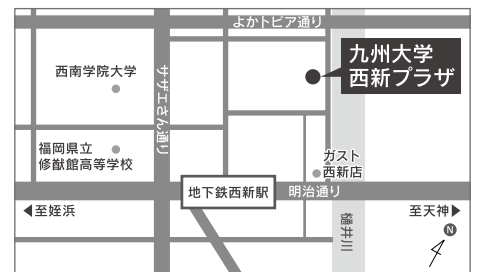 よかトピア通り
九州大学
西新プラザ
西南学院大学
サザエさん通り
福岡県立
修猷館高等学校
ガスト
西新店
地下鉄西新駅
明治通り
至姪浜
至天神
樋井川
N